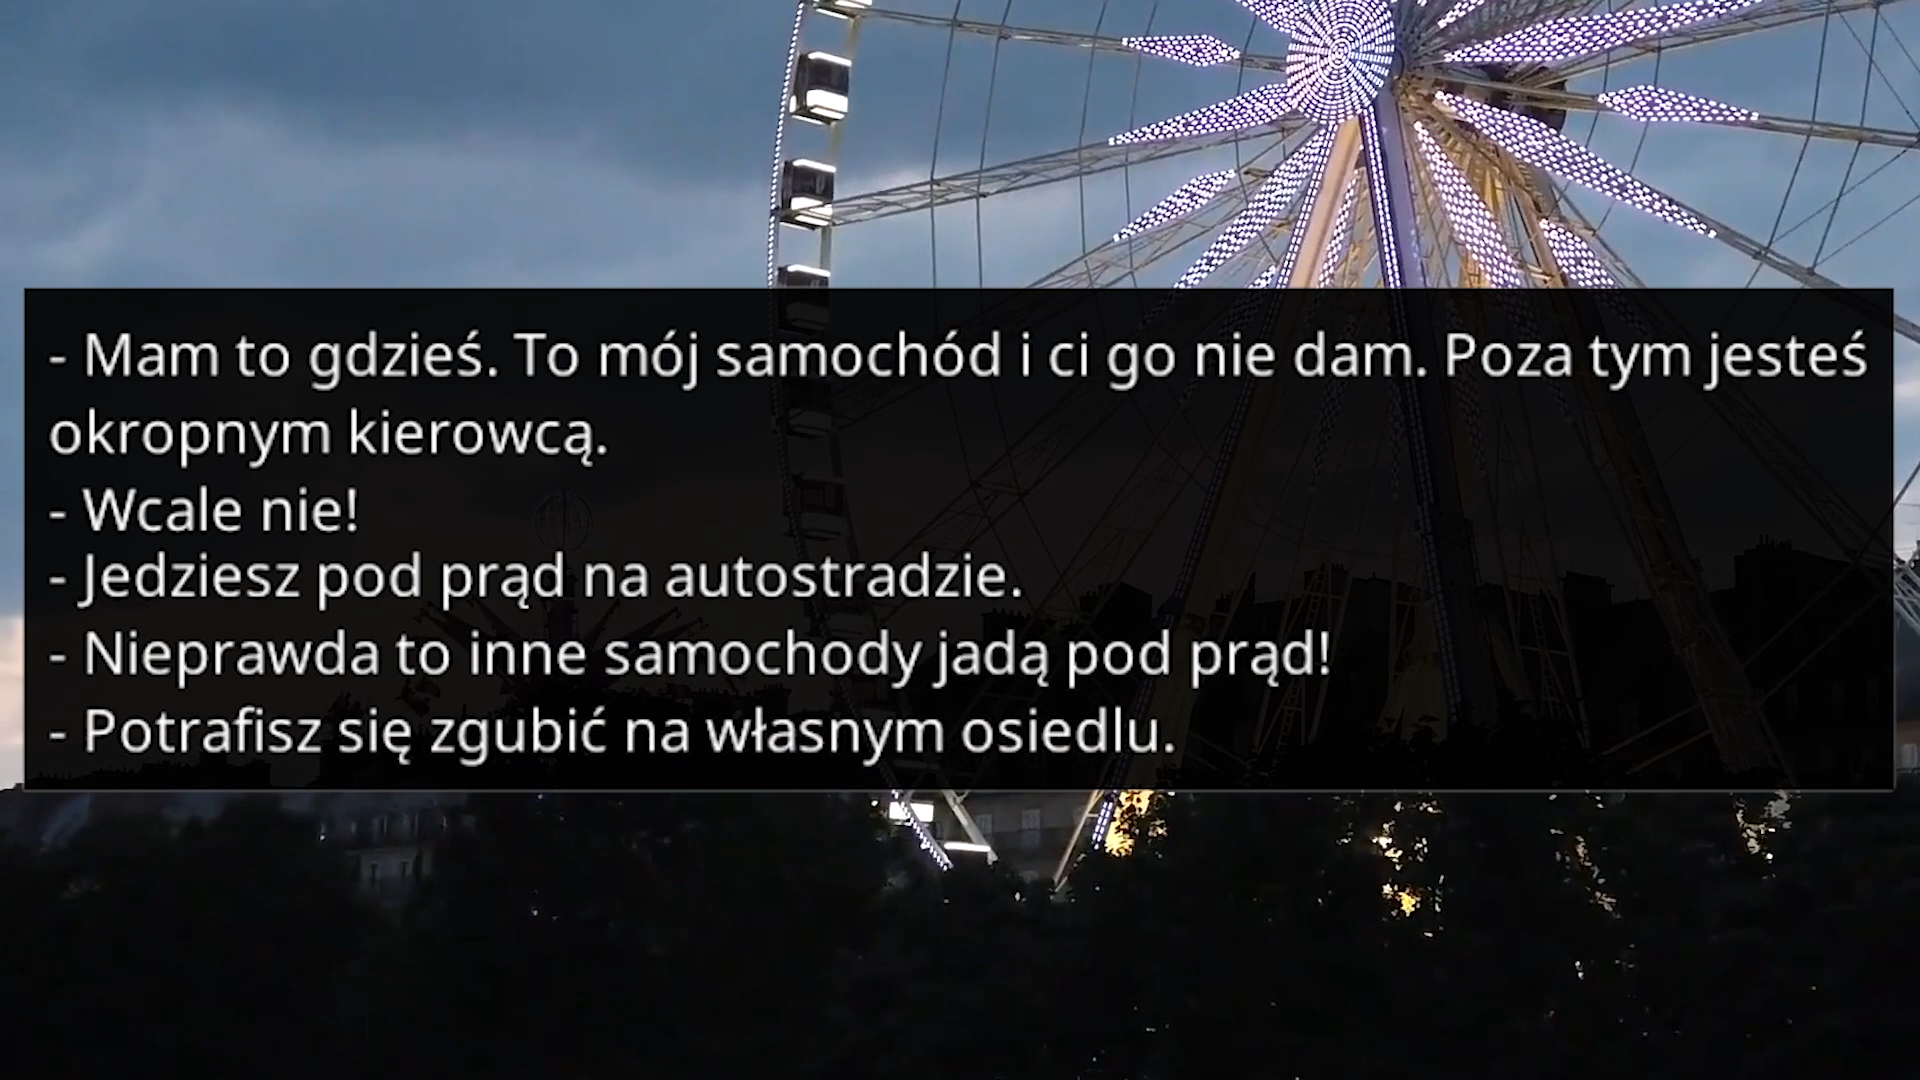 - Mam to gdzieś. To mój samochód i ci go nie dam. Poza tym jesteś
okropnym kierowcą.
- Wcale nie!
- Jedziesz pod prąd na autostradzie.
- Nieprawda to inne samochody jadą pod prąd!
- Potrafisz się zgubić na własnym osiedlu.